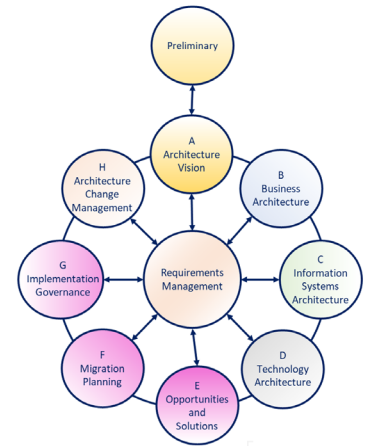 Preliminary
A
Architecture
Vision
B
Business
Architecture
C
Information
Systems
Architecture
D
Technology
Architecture
E
Opportunities
and
Solutions
F
Migration
Planning
G
Implementation
Governance
H
Architecture
Change
Management
Requirements
Management